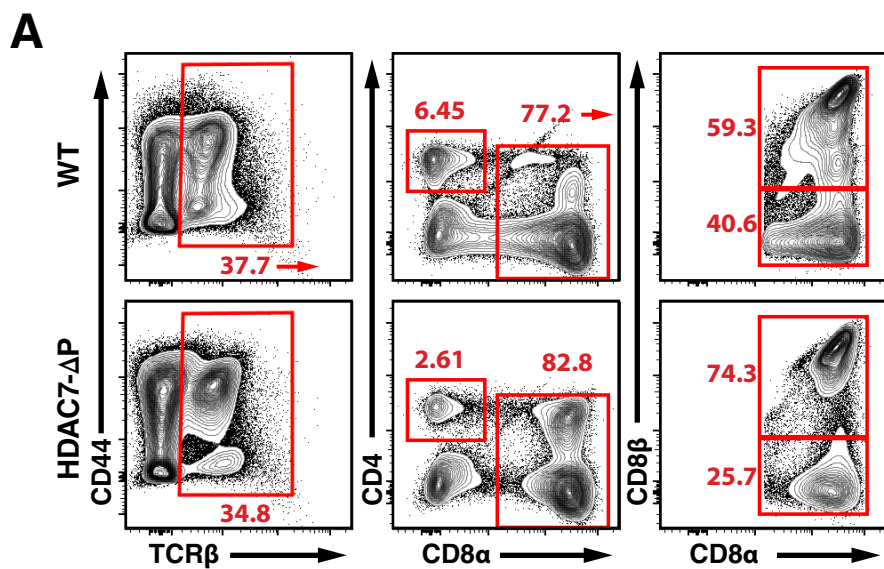 A
WT
CD44
TCRβ
37.7
6.45
77.2
CD4
CD8α
59.3
40.6
CD8β
HDAC7-ΔP
34.8
2.61
82.8
74.3
25.7
CD8α